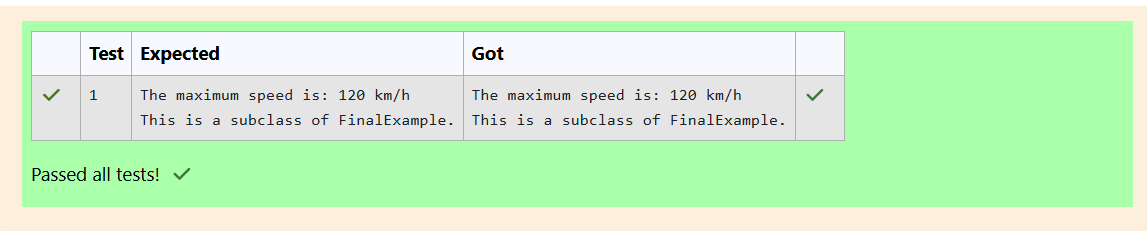 Test Expected Got
1 The maximum speed is: 120 km/h The maximum speed is: 120 km/h
This is a subclass of FinalExample. This is a subclass of FinalExample.
Passed all tests!